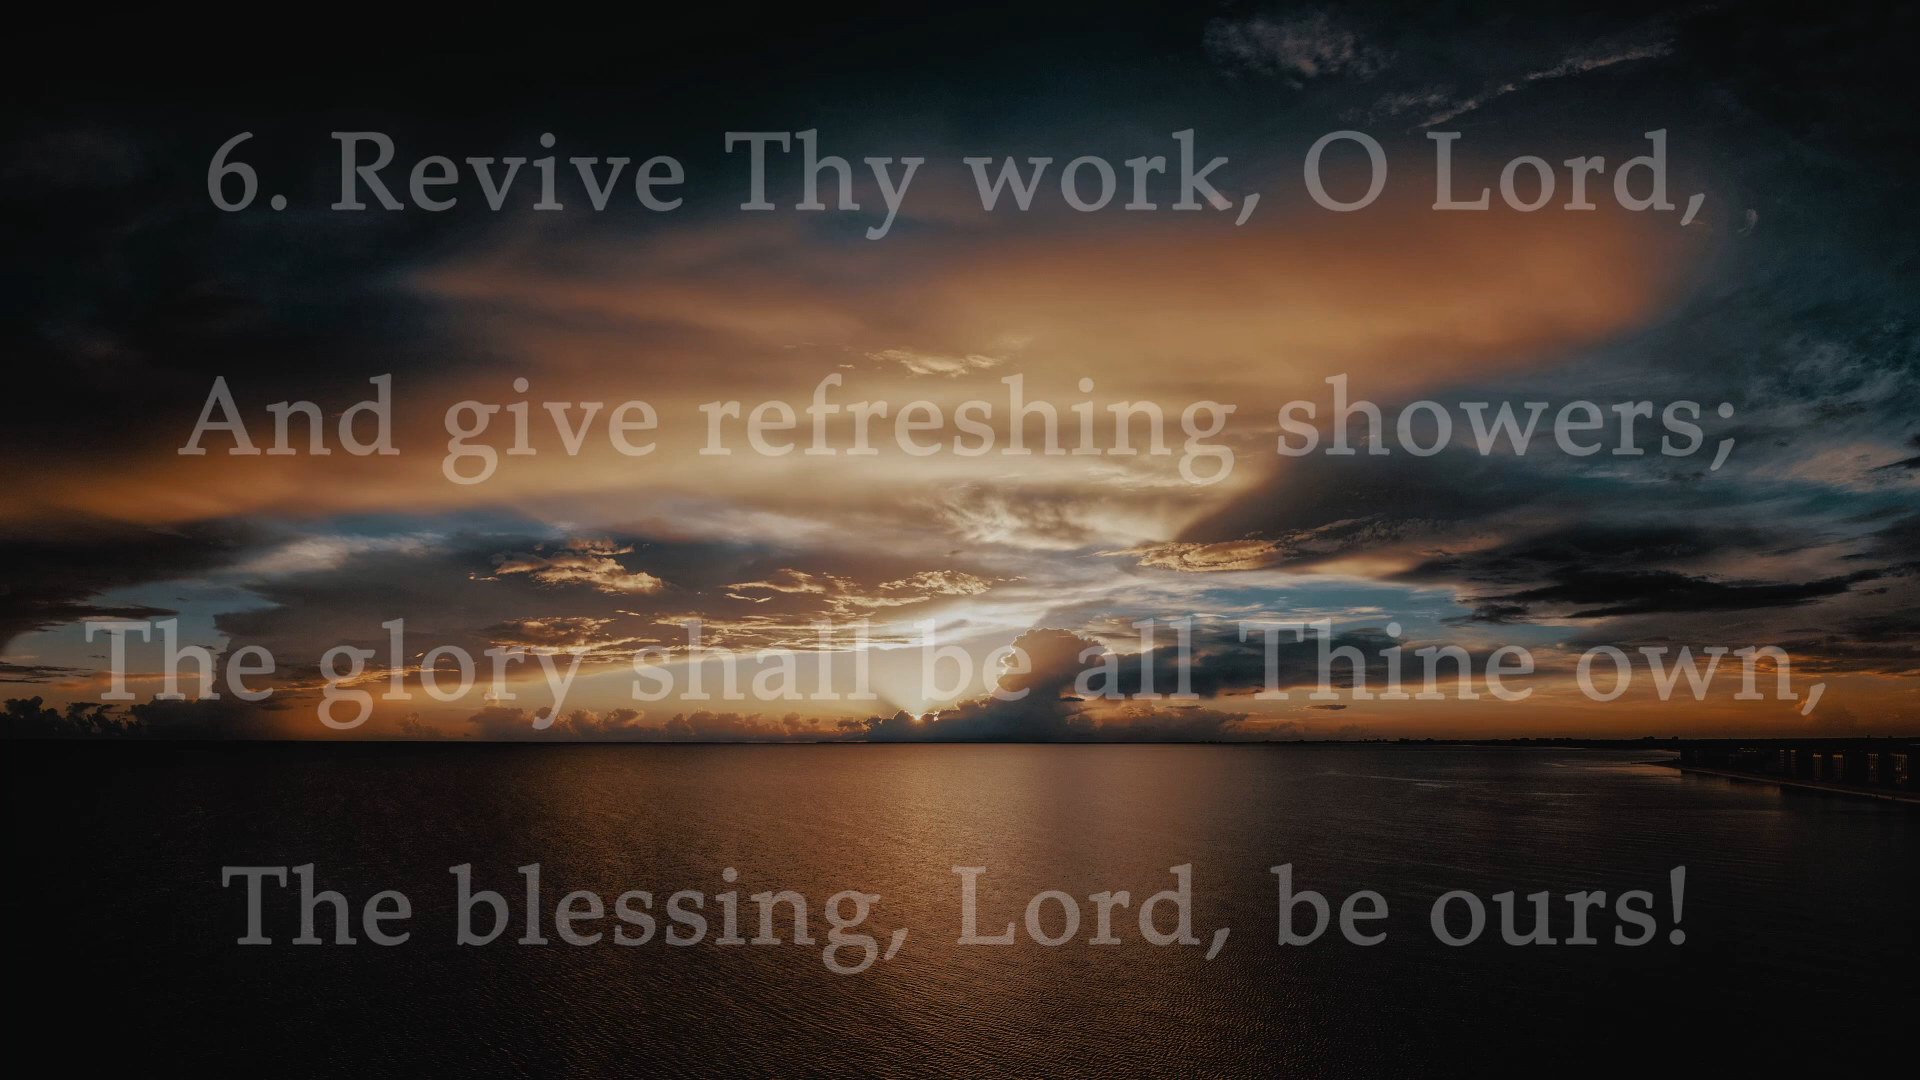 6. Revive Thy work, O Lord,
And give refreshing showers;
The glory shall be all Thine own,
The blessing, Lord, be ours!